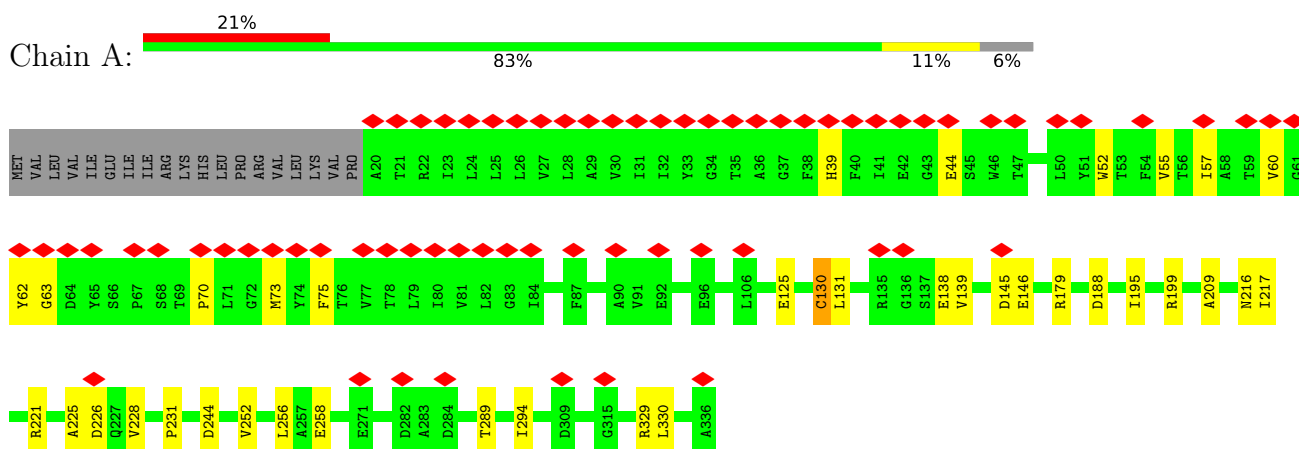 21%
Chain A:
83% 11% 6%
MET VAL LEU VAL ILE GLU ILE ILE ARG LYS HIS LEU PRO ARG VAL LEU LYS VAL PRO A20 T21 R22 I23 L24 L25 L26 V27 L28 A29 V30 I31 I32 Y33 G34 T35 A36 G37 F38 H39 F40 I41 E42 G43 E44 S45 W46 T47 L50 Y51 W52 T53 F54 V55 T56 I57 A58 T59 V60 G61
Y62 G63 D64 Y65 S66 P67 S68 T69 P70 L71 G72 M73 Y74 F75 T76 V77 T78 L79 I80 V81 L82 G83 I84 F87 A90 V91 E92 E96 L106 E125 C130 L131 R135 G136 S137 E138 V139 D145 E146 R179 D188 I195 R199 A209 N216 I217
R221 A225 D226 Q227 V228 P231 D244 V252 L256 A257 E258 E271 D282 A283 D284 T289 I294 D309 G315 R329 L330 A336